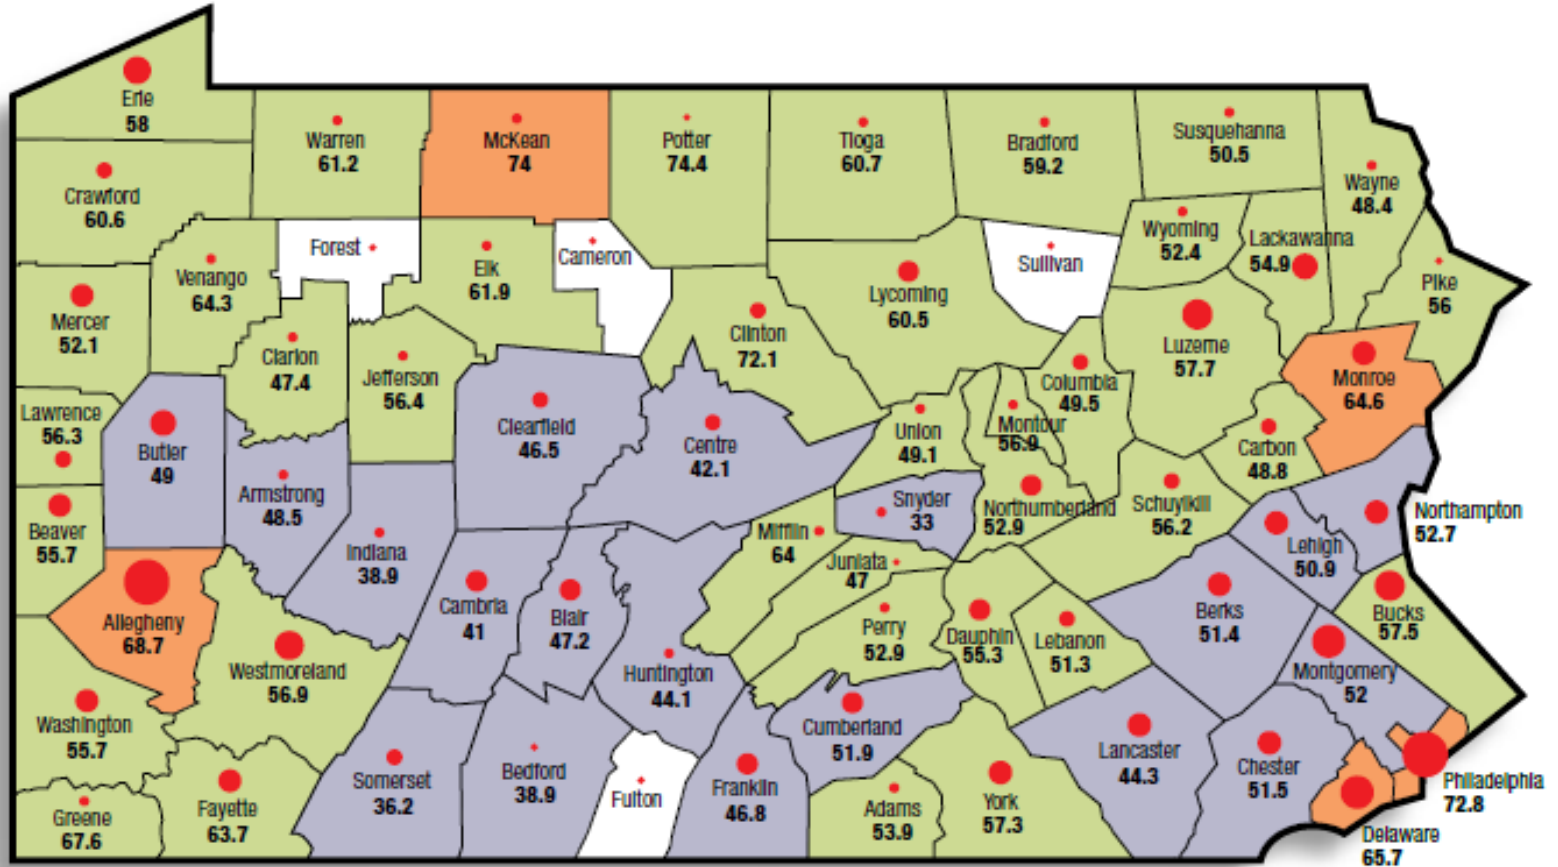 Erie
58
Warren
61.2
McKean
74
Potter
74.4
Tioga
60.7
Bradford
59.2
Susquehanna
50.5
Wayne
48.4
Crawford
60.6
Forest
Venango
64.3
Elk
61.9
Cameron
Sullivan
Wyoming
52.4
Lackawanna
54.9
Pike
56
Mercer
52.1
Clarion
47.4
Jefferson
56.4
Clinton
72.1
Lycoming
60.5
Columbia
49.5
Luzerne
57.7
Monroe
64.6
Lawrence
56.3
Butler
49
Clearfield
46.5
Centre
42.1
Union
49.1
Montour
56.9
Carbon
48.8
Armstrong
48.5
Snyder
33
Northumberland
52.9
Schuylkill
56.2
Northampton
52.7
Beaver
55.7
Indiana
38.9
Mifflin
64
Juniata
47
Lehigh
50.9
Allegheny
68.7
Cambria
41
Blair
47.2
Perry
52.9
Dauphin
55.3
Lebanon
51.3
Berks
51.4
Bucks
57.5
Westmoreland
56.9
Huntington
44.1
Montgomery
52
Washington
55.7
Cumberland
51.9
Lancaster
44.3
Chester
51.5
Somerset
36.2
Bedford
38.9
Fulton
Franklin
46.8
Philadelphia
72.8
Greene
67.6
Fayette
63.7
Adams
53.9
York
57.3
Delaware
65.7